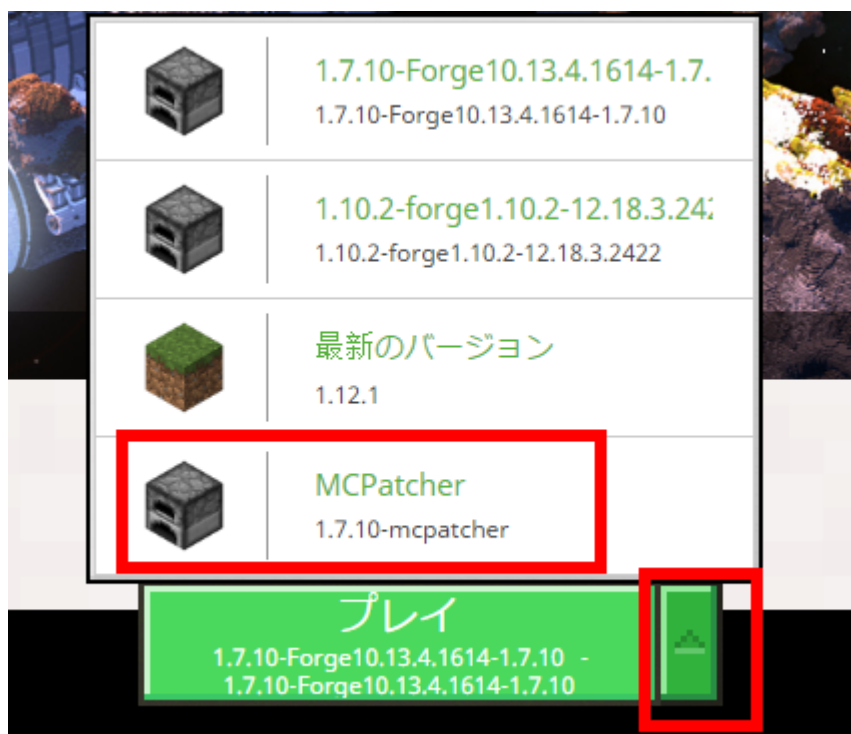 1.7.10-Forge10.13.4.1614-1.7.
1.7.10-Forge10.13.4.1614-1.7.10
1.10.2-forge1.10.2-12.18.3.24
1.10.2-forge1.10.2-12.18.3.2422
最新のバージョン
1.12.1
MCPatcher
1.7.10-mcpatcher
プレイ
1.7.10-Forge10.13.4.1614-1.7.10 -
1.7.10-Forge10.13.4.1614-1.7.10